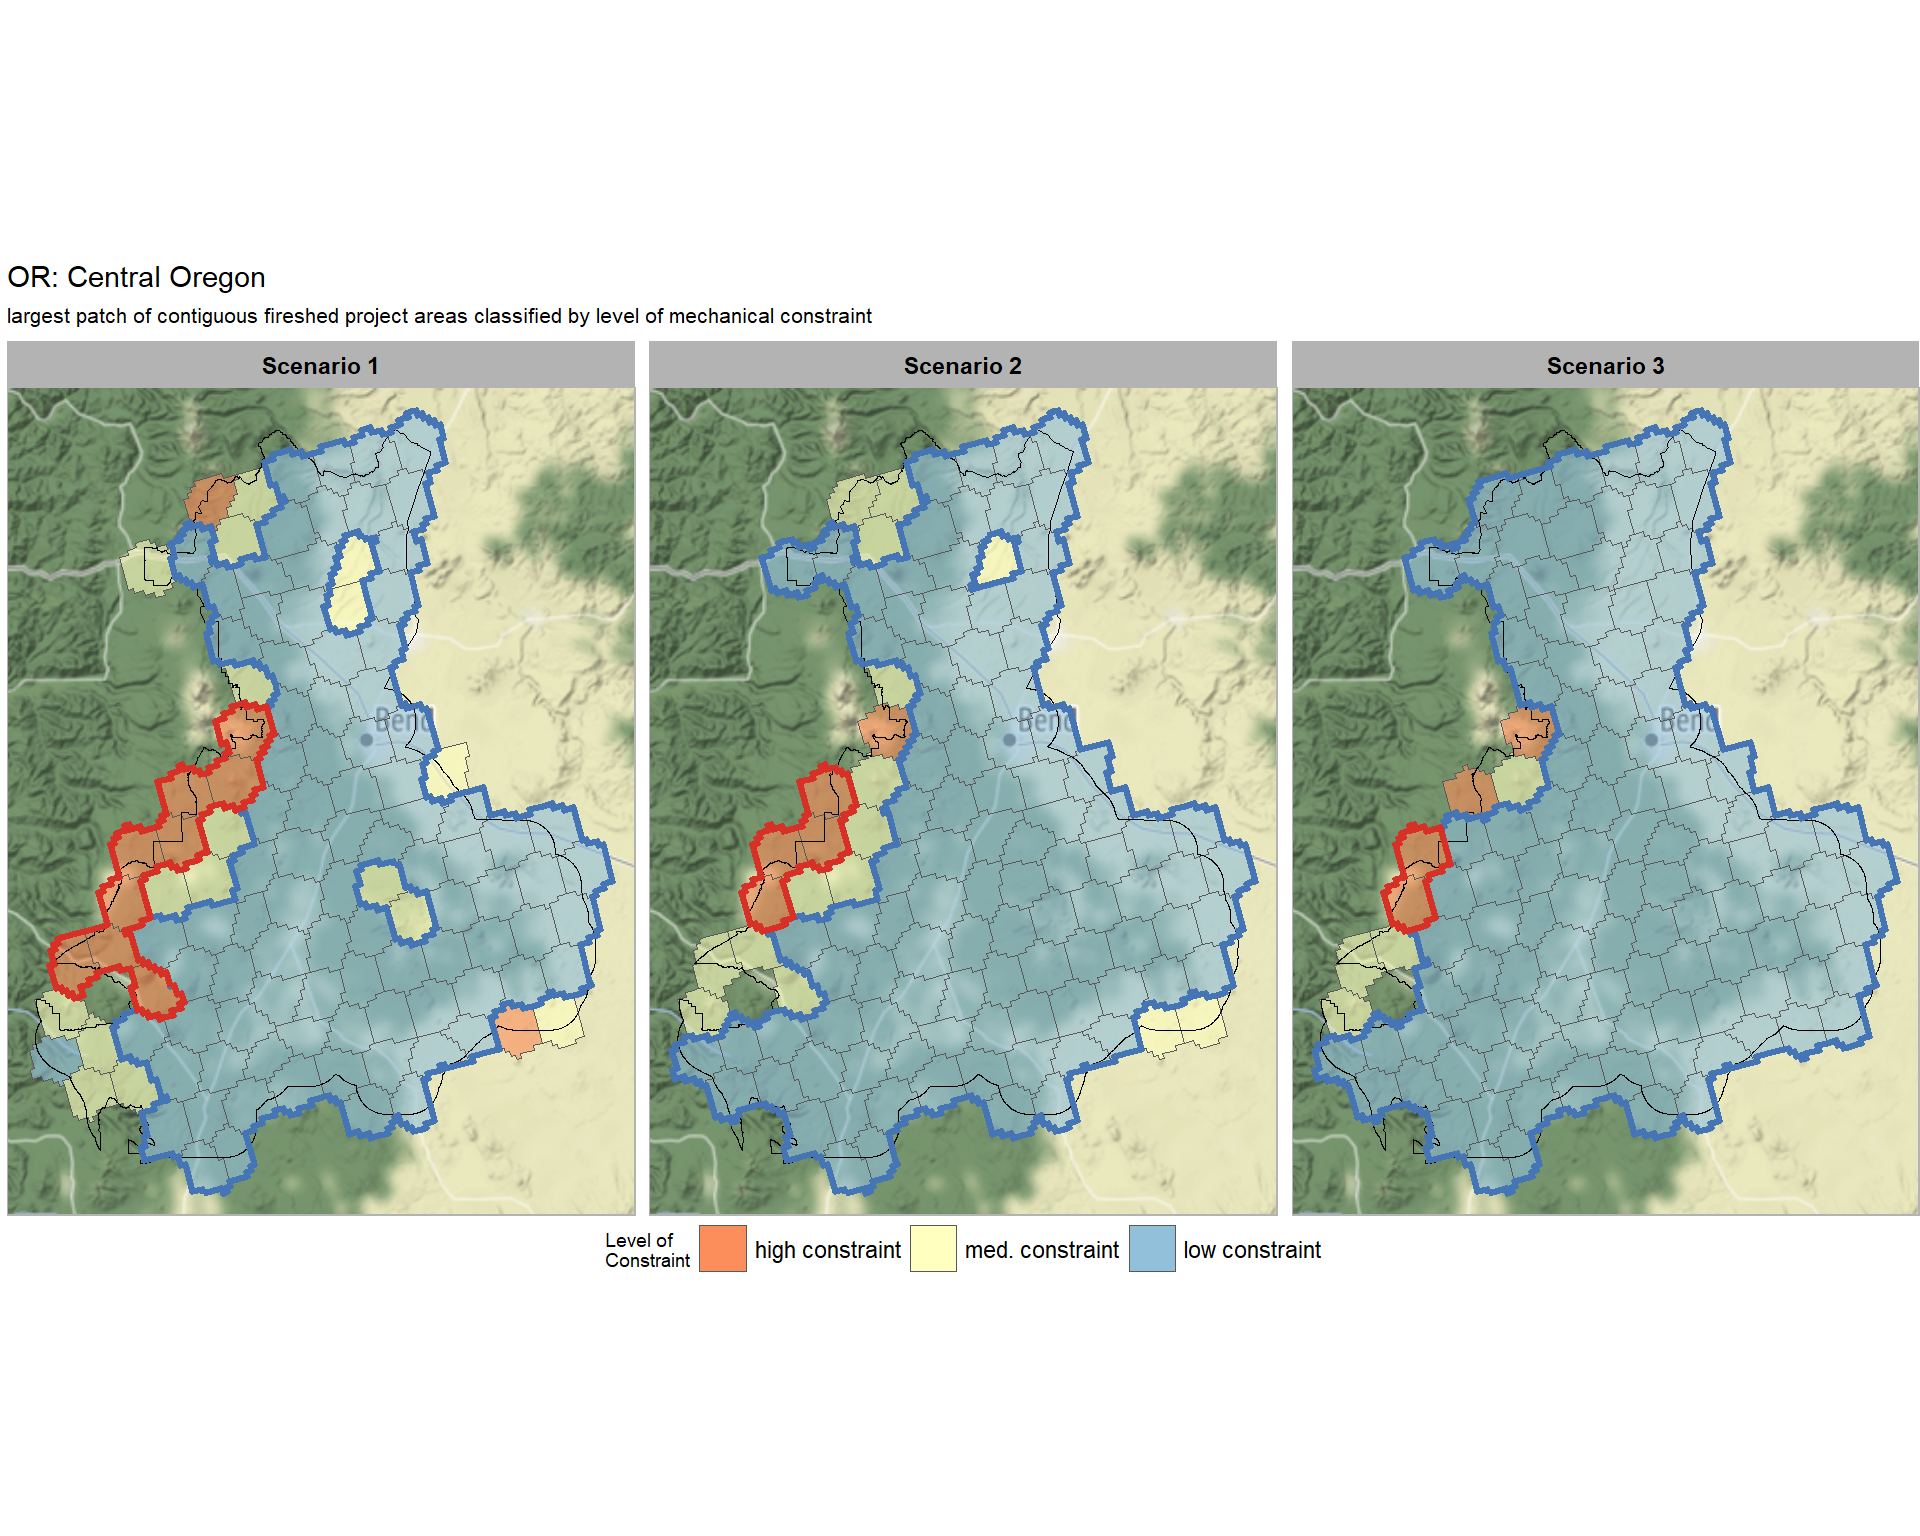 OR: Central Oregon
largest patch of contiguous fireshed project areas classified by level of mechanical constraint
Scenario 1
Scenario 2
Scenario 3
Bend
Bend
Bend
Level of
Constraint
high constraint
med. constraint
low constraint